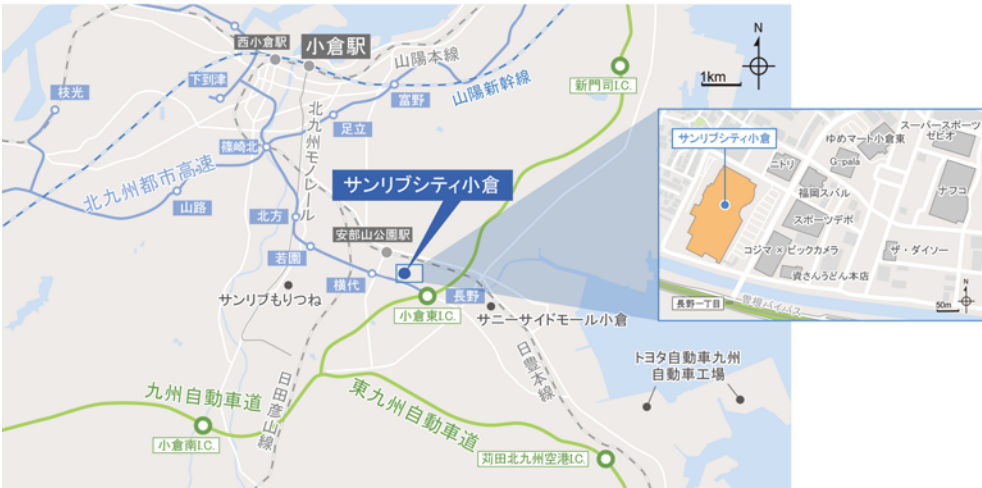 西小倉駅
小倉駅
山陽本線
山陽新幹線
下到津
枝光
富野
足立
北九州モノレール
篠崎北
北九州都市高速
山路
北方
若園
安部山公園駅
横代
長野
サンリブシティ小倉
サンリブもりつね
小倉東I.C.
サニーサイドモール小倉
新門司I.C.
日豊本線
日田彦山線
九州自動車道
東九州自動車道
小倉南I.C.
苅田北九州空港I.C.
トヨタ自動車九州
自動車工場
N
1km
サンリブシティ小倉
ニトリ
ゆめマート小倉東
スーパースポーツ
ゼビオ
G-pala
福岡スバル
ナフコ
スポーツデポ
コジマ×ビックカメラ
ザ・ダイソー
資さんうどん本店
曽根バイパス
長野一丁目
N
50m